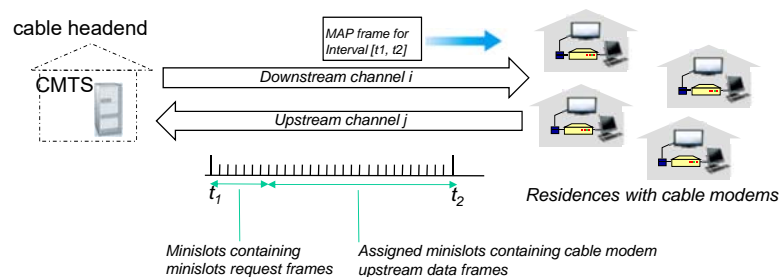 cable headend
CMTS
MAP frame for
Interval [t1, t2]
Downstream channel i
Upstream channel j
t1
t2
Residences with cable modems
Minislots containing
minislots request frames
Assigned minislots containing cable modem
upstream data frames